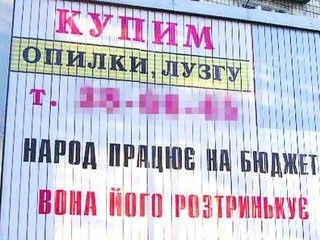 КУПИМ
ОПИЛКИ, ЛУЗГУ
т.
НАРОД ПРАЦЮЄ НА БЮДЖЕТ
ВОНА ЙОГО РОЗТРИНЬКУЄ